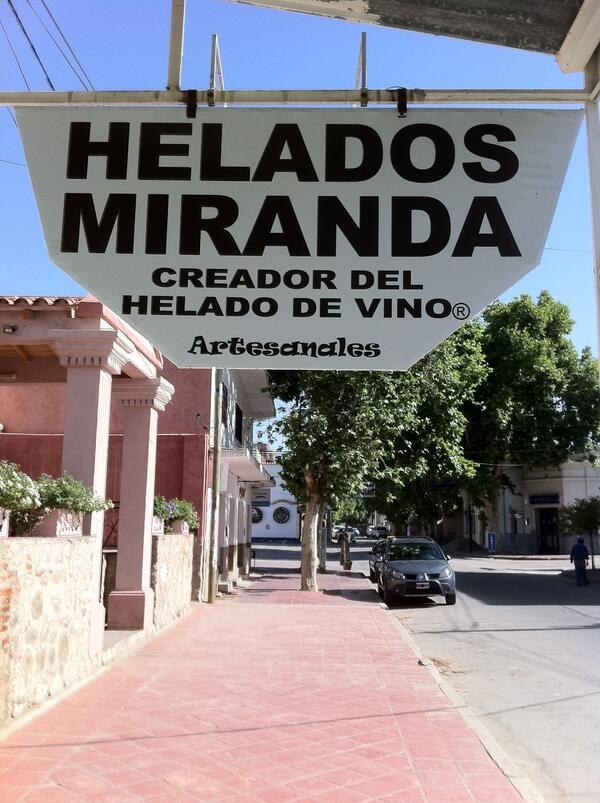 HELADOS
MIRANDA
CREADOR DEL
HELADO DE VINO®
Artesanales